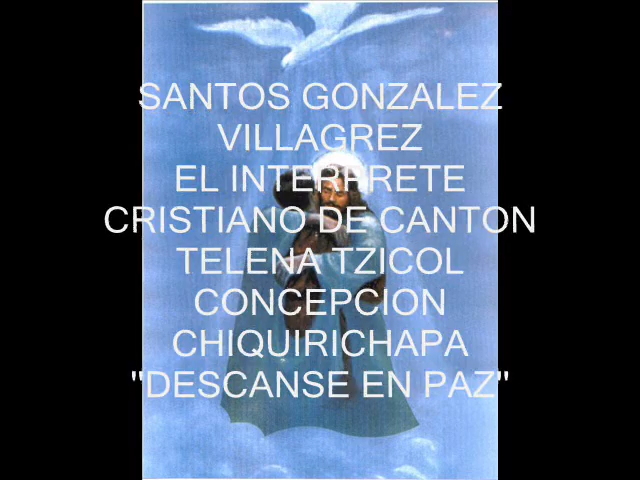 SANTOS GONZALEZ
VILLAGREZ
EL INTERPRETE
CRISTIANO DE CANTON
TELENA TZICOL
CONCEPCION
CHIQUIRICHAPA
"DESCANSE EN PAZ"